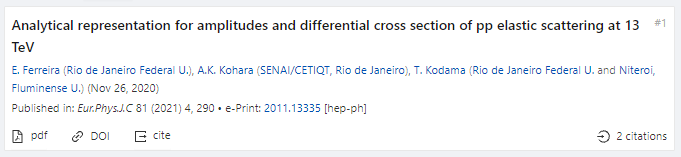 Analytical representation for amplitudes and differential cross section of pp elastic scattering at 13 #1
TeV
E. Ferreira (Rio de Janeiro Federal U.), A.K. Kohara (SENAI/CETIQT, Rio de Janeiro), T. Kodama (Rio de Janeiro Federal U. and Niteroi,
Fluminense U.) (Nov 26, 2020)
Published in: Eur.Phys.J.C 81 (2021) 4, 290 • e-Print: 2011.13335 [hep-ph]
pdf DOI cite 2 citations